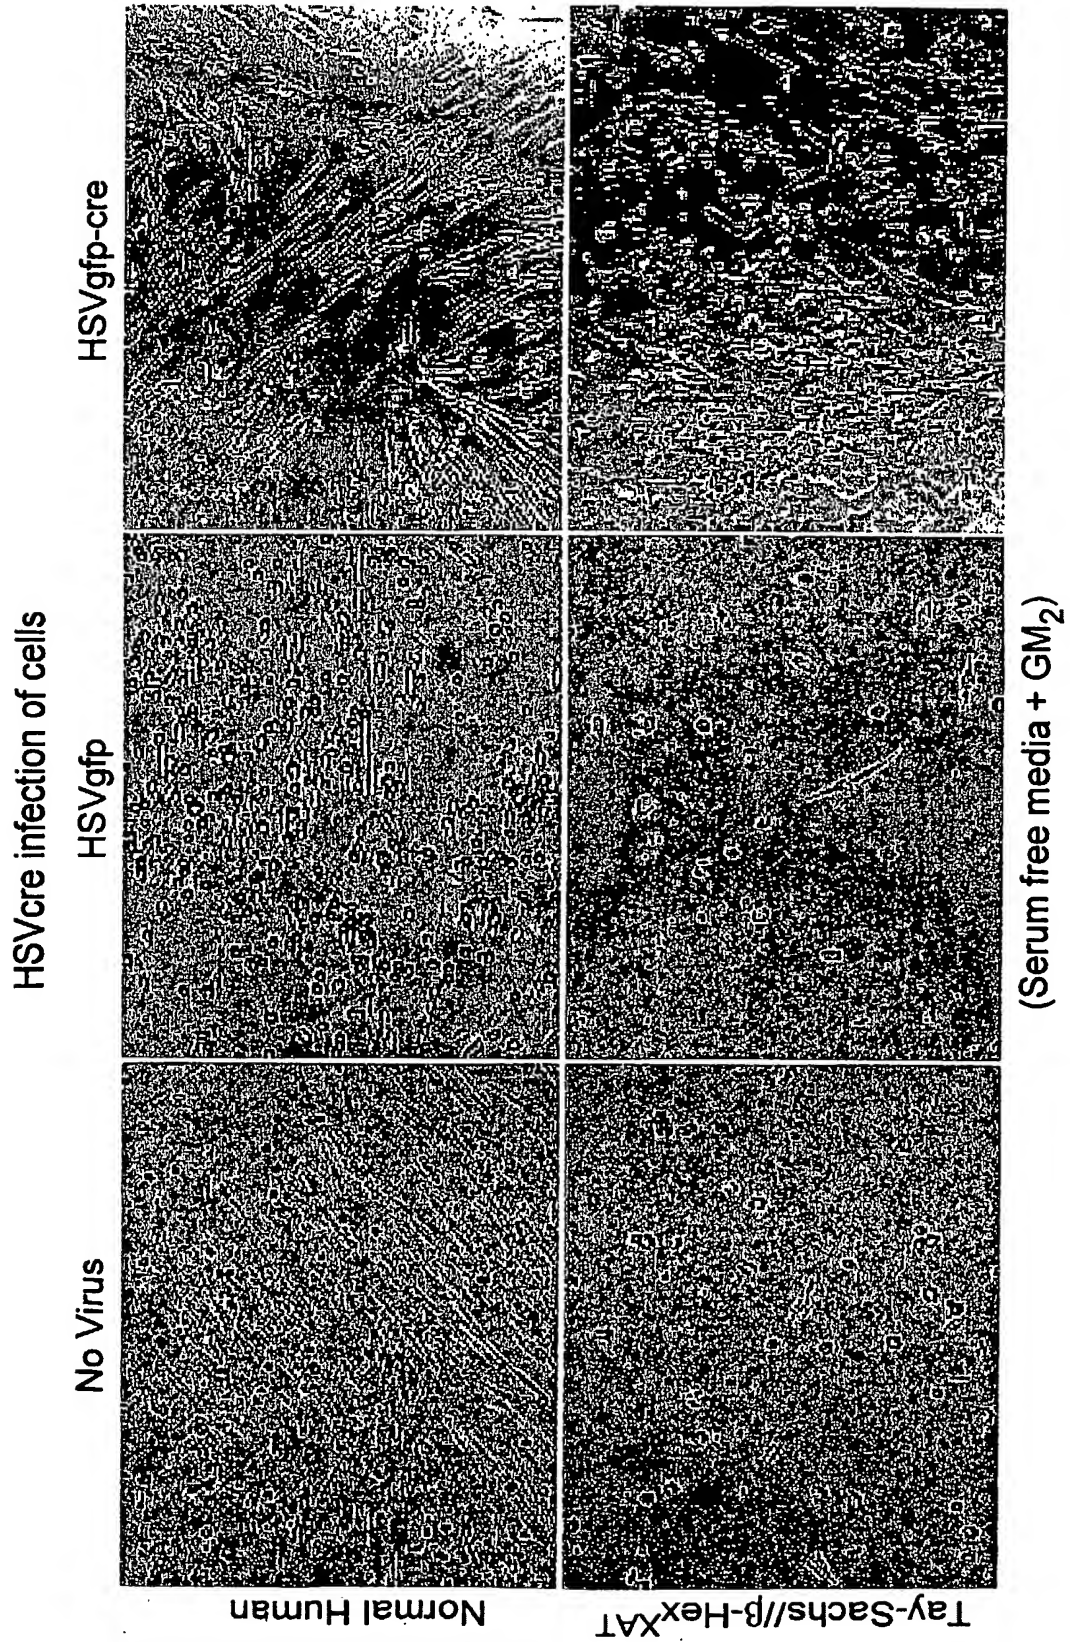 HSVcre infection of cells
No Virus
HSVgfp
HSVgfp-cre
Normal Human
Tay-Sachs//β-Hex^XAT
(Serum free media + GM₂)